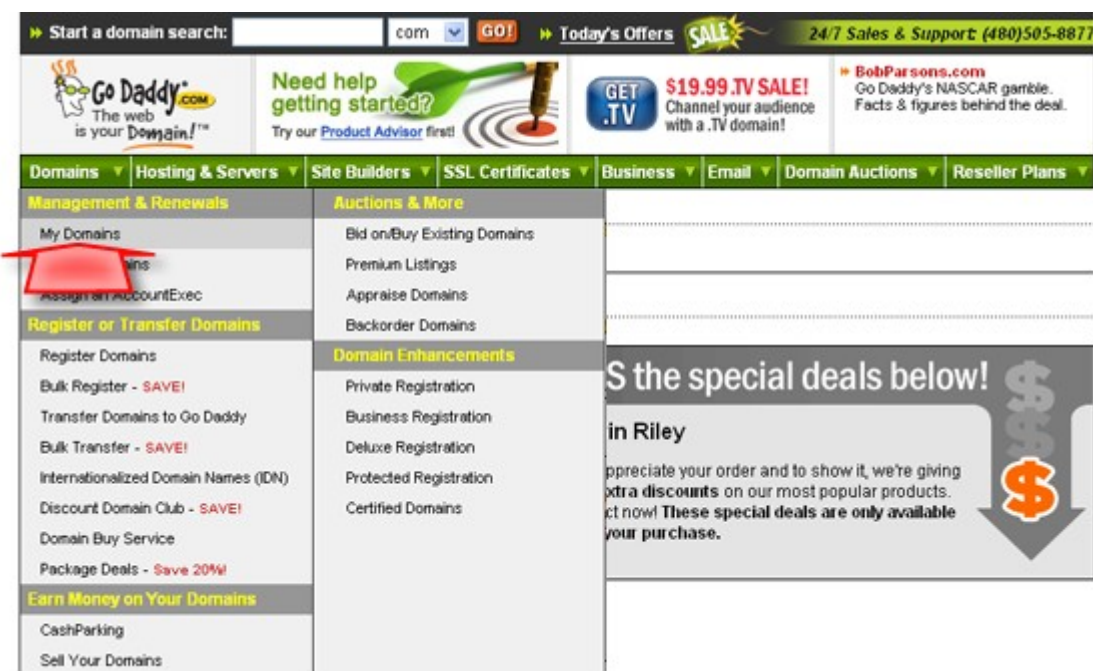 Start a domain search: com GO! Today's Offers SALE 24/7 Sales & Support: (480)505-8877
Go Daddy.COM
The web
is your Domain!™
Need help
getting started?
Try our Product Advisor first!
GET
.TV
$19.99 .TV SALE!
Channel your audience
with a .TV domain!
BobParsons.com
Go Daddy's NASCAR gamble.
Facts & figures behind the deal.
Domains Hosting & Servers Site Builders SSL Certificates Business Email Domain Auctions Reseller Plans
Management & Renewals
My Domains
ains
Assign an AccountExec
Register or Transfer Domains
Register Domains
Bulk Register - SAVE!
Transfer Domains to Go Daddy
Bulk Transfer - SAVE!
Internationalized Domain Names (IDN)
Discount Domain Club - SAVE!
Domain Buy Service
Package Deals - Save 20%!
Earn Money on Your Domains
CashParking
Sell Your Domains
Auctions & More
Bid on/Buy Existing Domains
Premium Listings
Appraise Domains
Backorder Domains
Domain Enhancements
Private Registration
Business Registration
Deluxe Registration
Protected Registration
Certified Domains
S the special deals below!
$
$
$
in Riley
ppreciate your order and to show it, we're giving
xtra discounts on our most popular products.
ct now! These special deals are only available
your purchase.